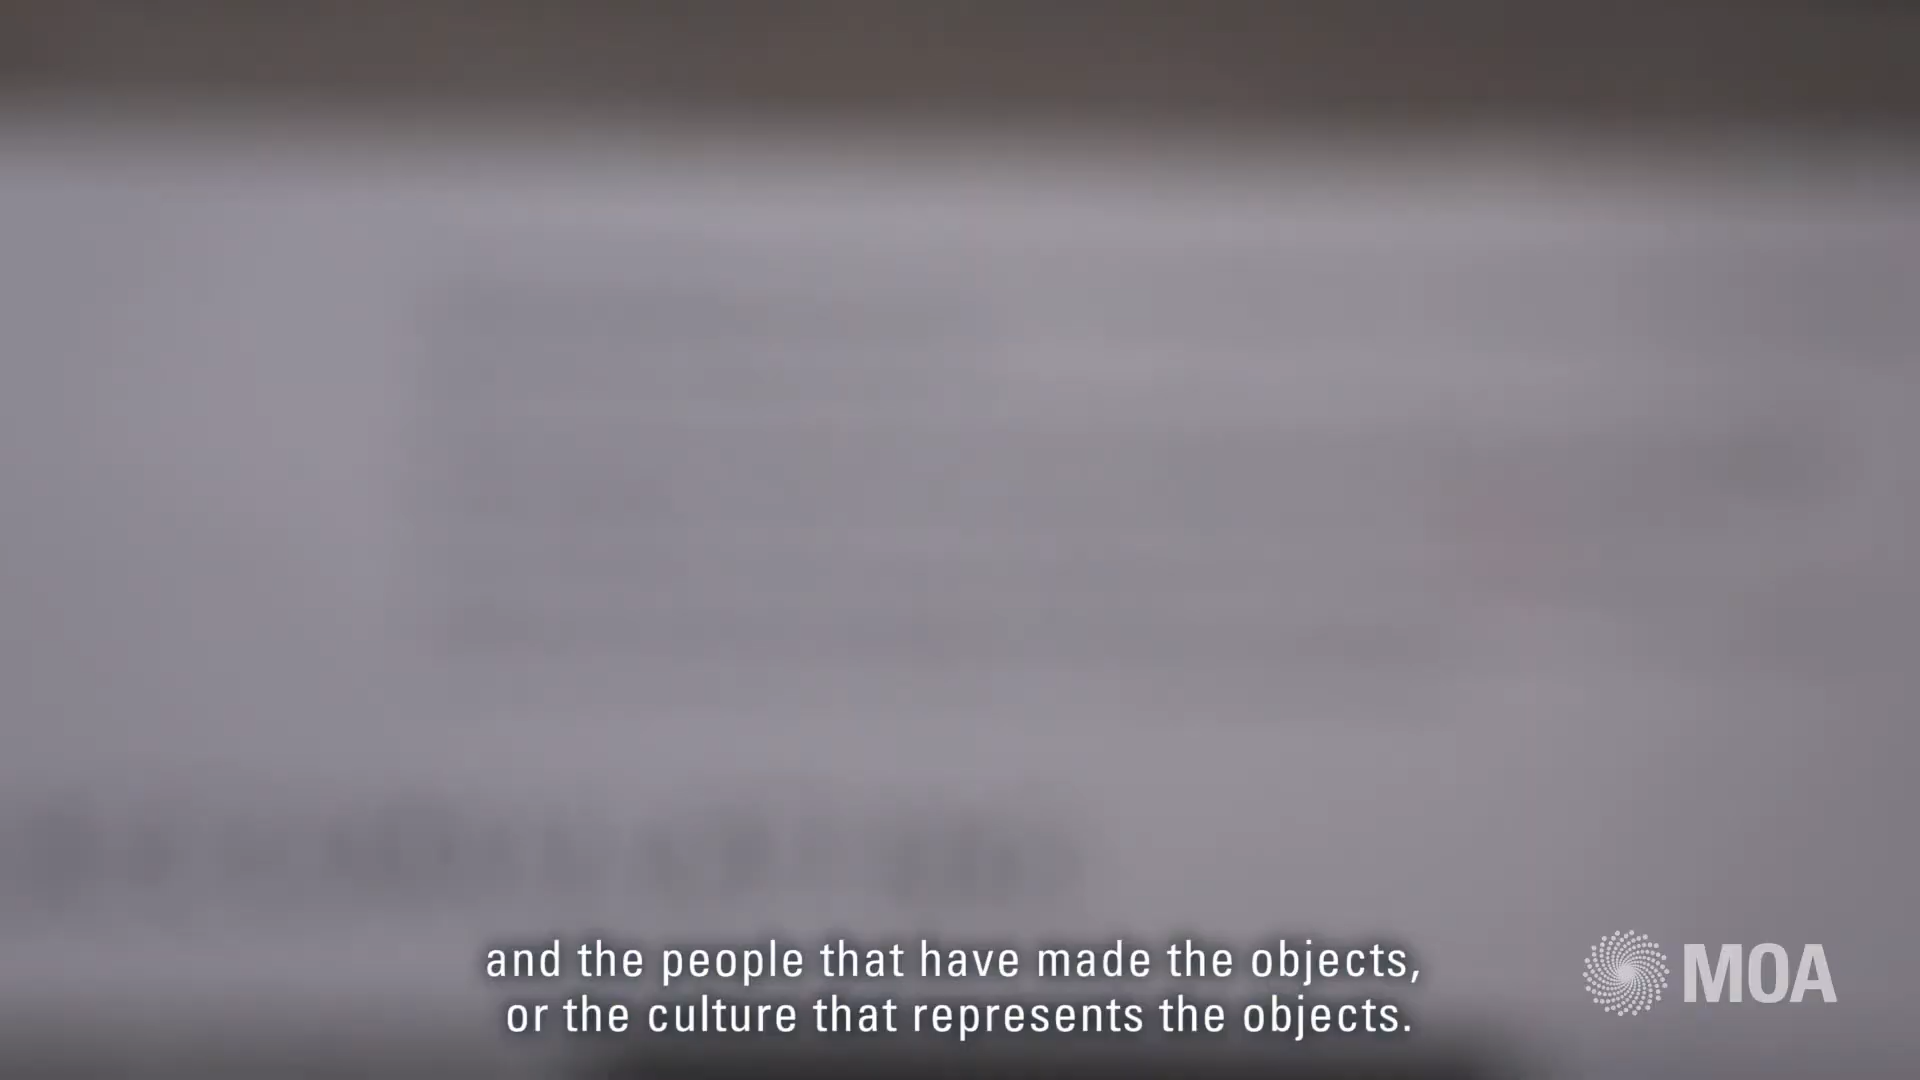 and the people that have made the objects,
or the culture that represents the objects.
MOA